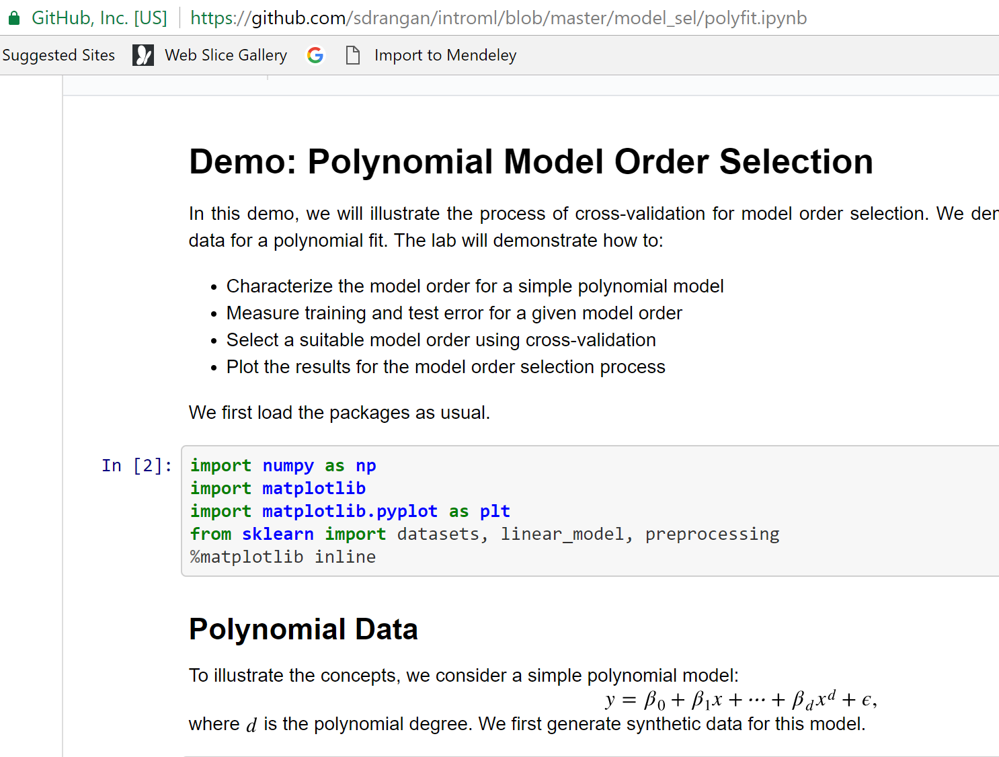 GitHub, Inc. [US] https://github.com/sdrangan/introml/blob/master/model_sel/polyfit.ipynb
Suggested Sites Web Slice Gallery Import to Mendeley
Demo: Polynomial Model Order Selection
In this demo, we will illustrate the process of cross-validation for model order selection. We
data for a polynomial fit. The lab will demonstrate how to:
• Characterize the model order for a simple polynomial model
• Measure training and test error for a given model order
• Select a suitable model order using cross-validation
• Plot the results for the model order selection process
We first load the packages as usual.
In [2]: import numpy as np
import matplotlib
import matplotlib.pyplot as plt
from sklearn import datasets, linear_model, preprocessing
%matplotlib inline
Polynomial Data
To illustrate the concepts, we consider a simple polynomial model:
y = β₀ + β₁x + ⋯ + β_d x^d + ϵ,
where d is the polynomial degree. We first generate synthetic data for this model.